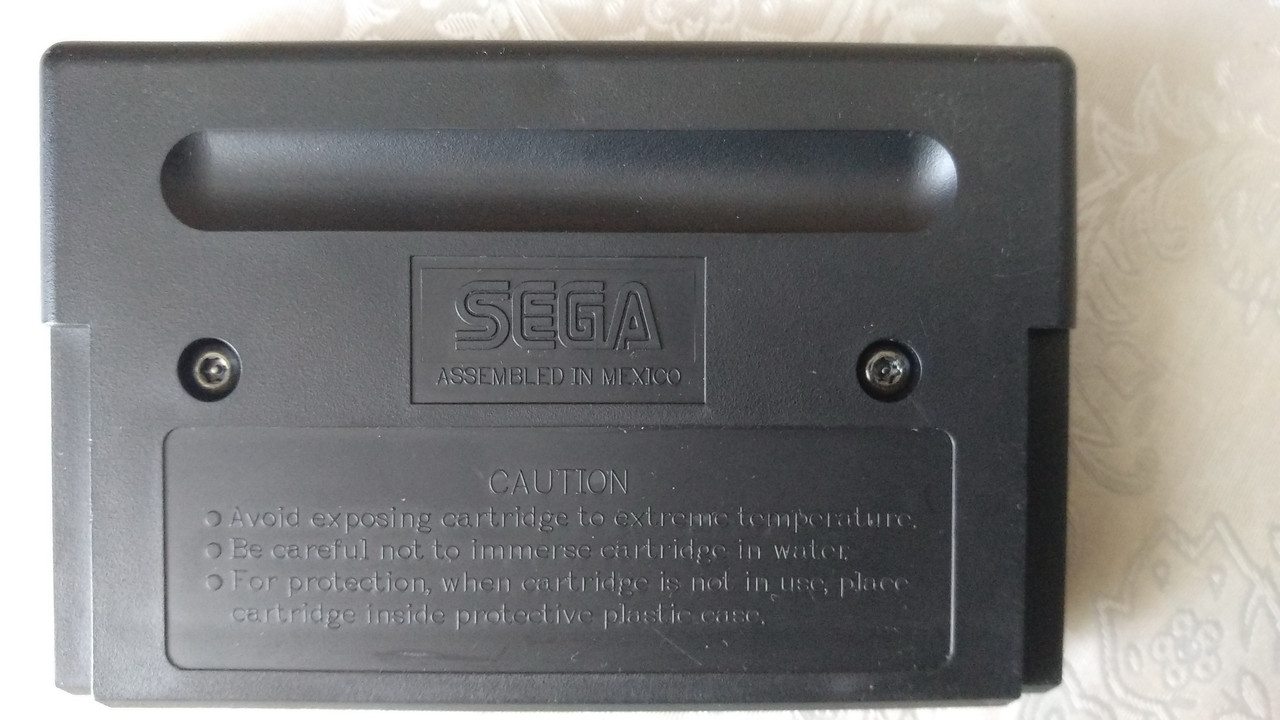 SEGA
ASSEMBLED IN MEXICO
CAUTION
Avoid exposing cartridge to extreme temperature.
Be careful not to immerse cartridge in water.
For protection, when cartridge is not in use, place
cartridge inside protective plastic case.